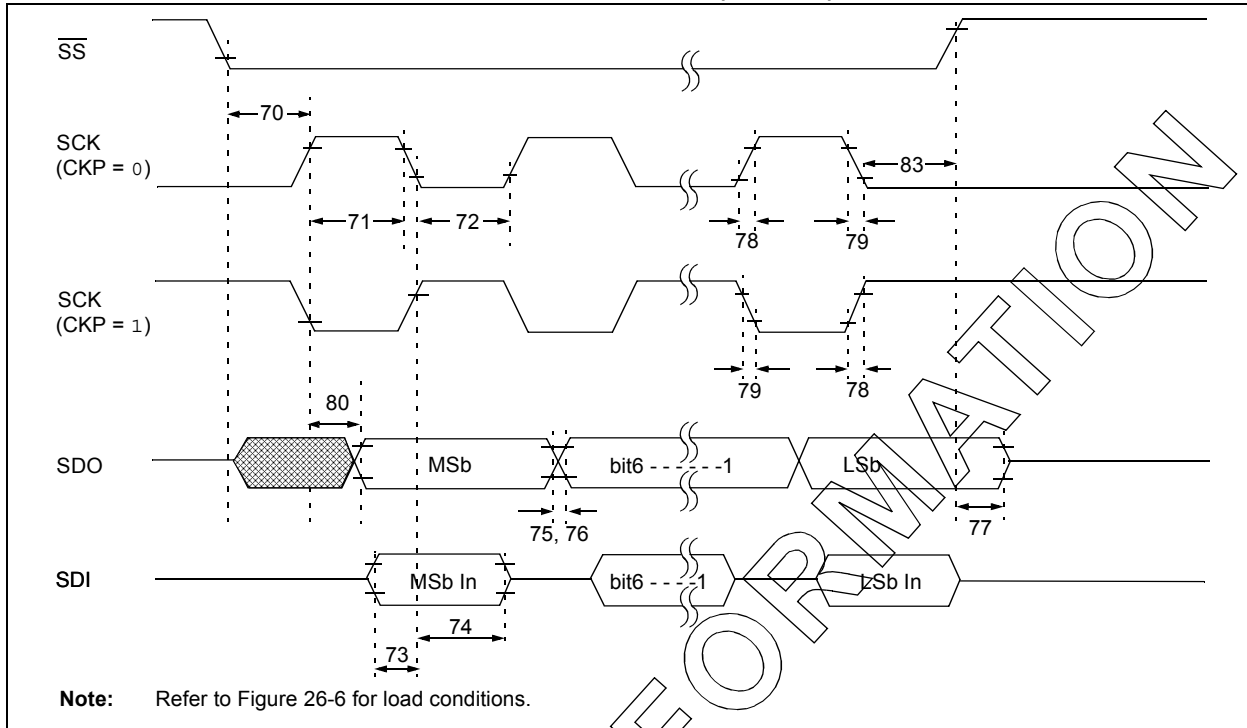 SS
70
SCK
(CKP = 0)
83
71
72
78
79
SCK
(CKP = 1)
79
78
80
SDO
MSb
bit6 - - - - - -1
LSb
75, 76
77
SDI
MSb In
bit6 - - - -1
LSb In
74
73
FORMATION
Note: Refer to Figure 26-6 for load conditions.